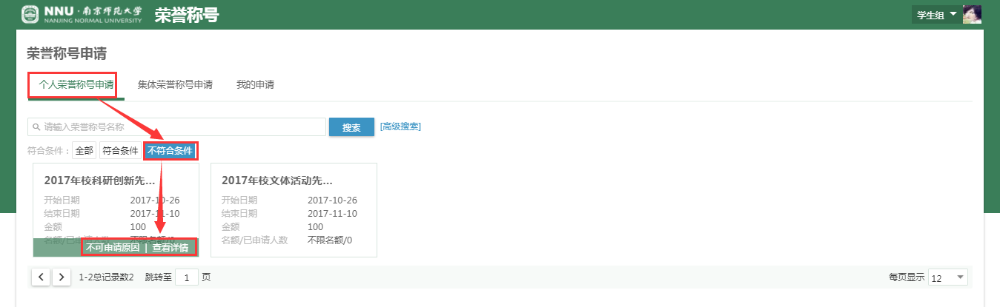 NNU·南京师范大学
NANJING NORMAL UNIVERSITY
荣誉称号
学生组
荣誉称号申请
个人荣誉称号申请 集体荣誉称号申请 我的申请
请输入荣誉称号名称 搜索 [高级搜索]
符合条件： 全部 符合条件 不符合条件
2017年校科研创新先...
开始日期 2017-10-26
结束日期 2017-11-10
金额 100
名额/已申请人数 不限名额/0
不可申请原因 | 查看详情
2017年校文体活动先...
开始日期 2017-10-26
结束日期 2017-11-10
金额 100
名额/已申请人数 不限名额/0
1-2总记录数2 跳转至 1 页 每页显示 12